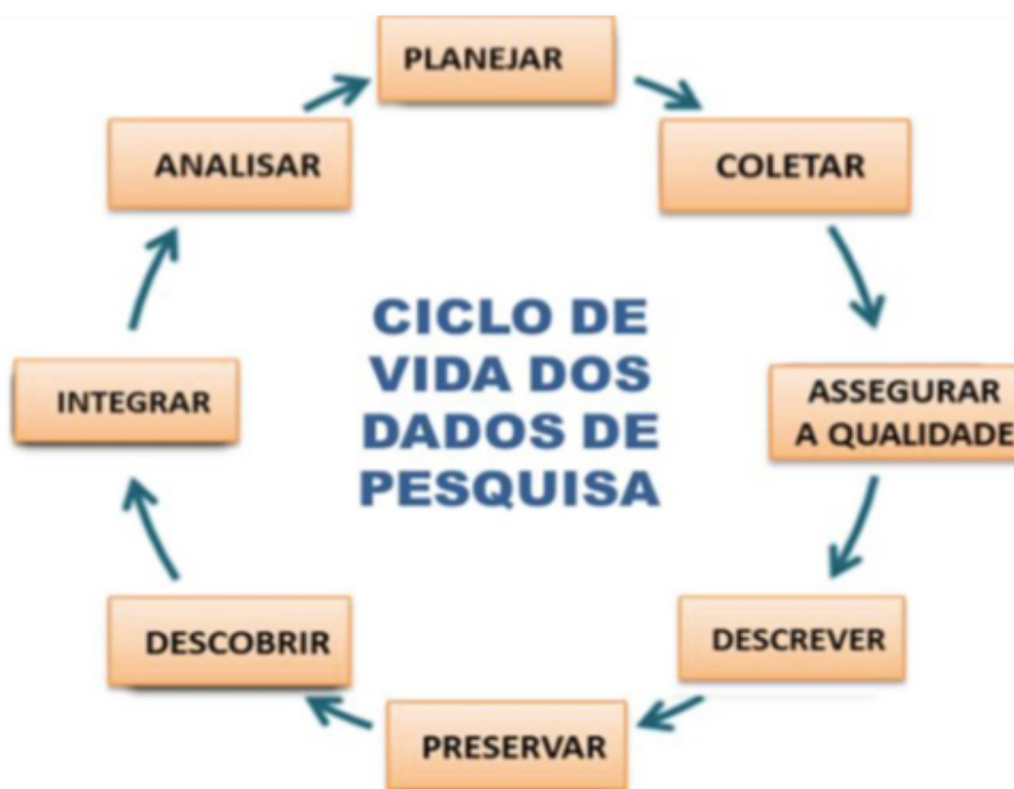 PLANEJAR
COLETAR
ASSEGURAR
A QUALIDADE
DESCREVER
PRESERVAR
DESCOBRIR
INTEGRAR
ANALISAR
CICLO DE
VIDA DOS
DADOS DE
PESQUISA